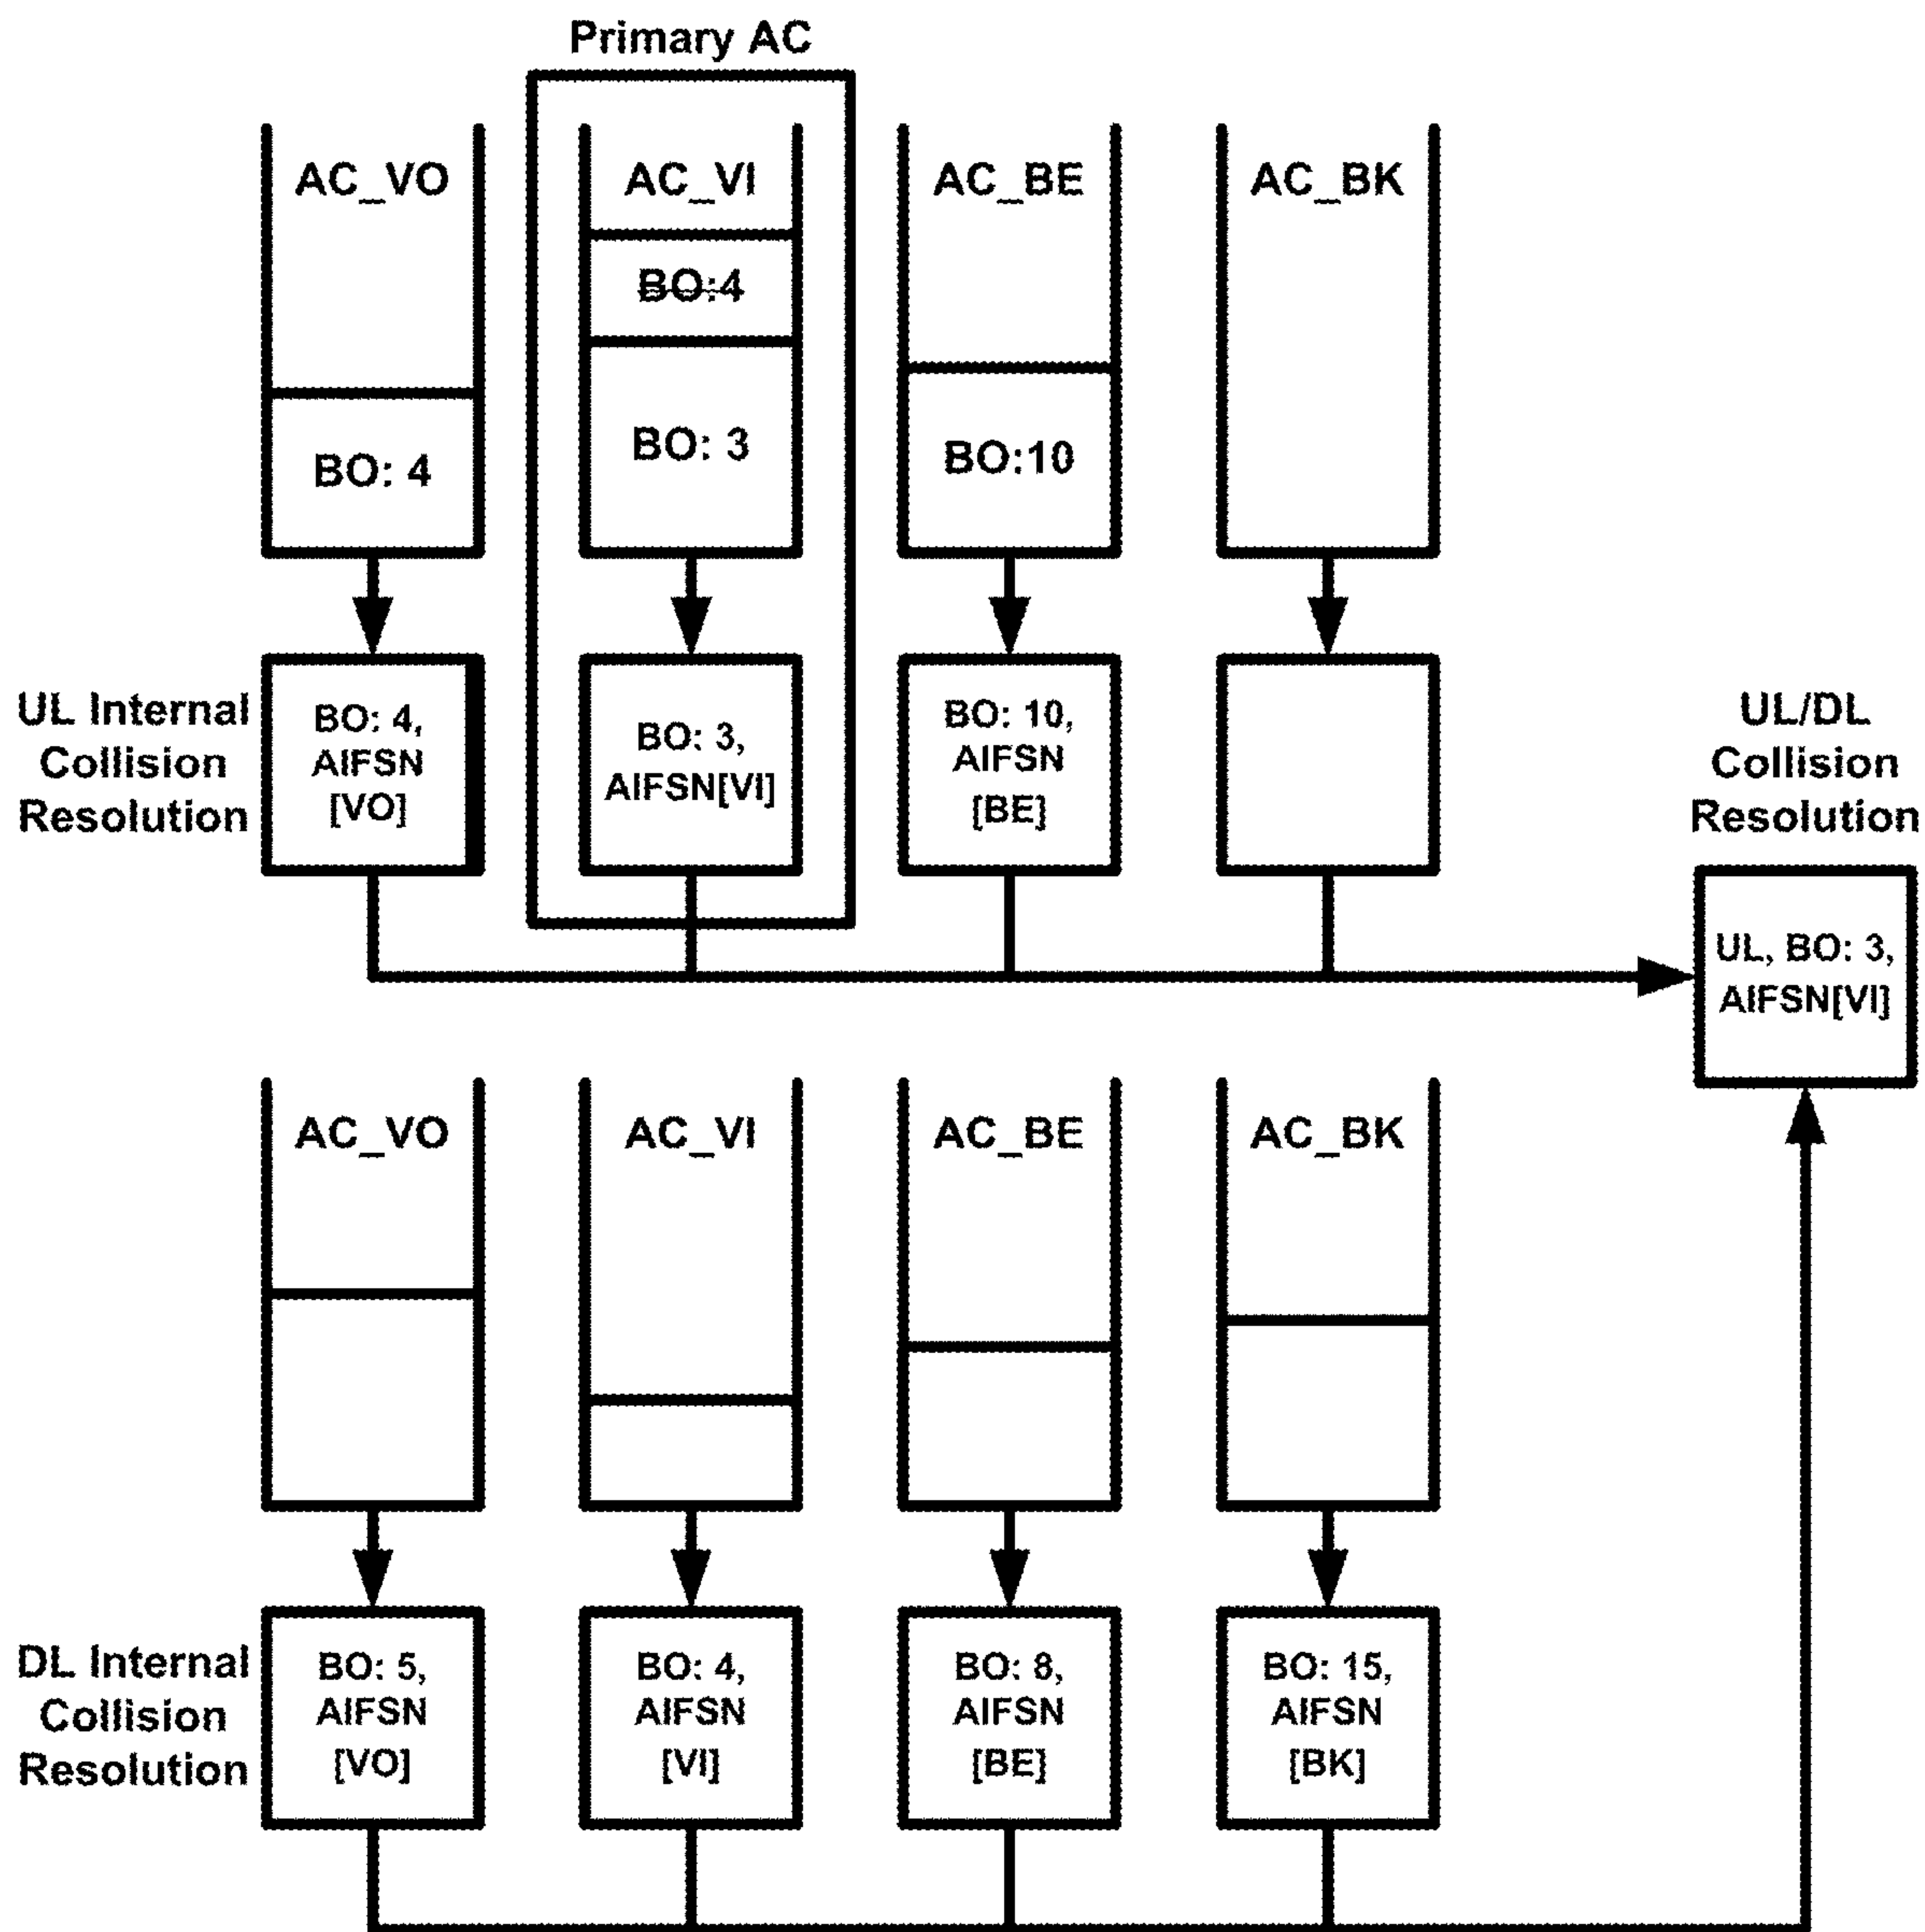 Primary AC
AC_VO
AC_VI
AC_BE
AC_BK
BO:4
BO: 4
BO: 3
BO:10
UL Internal
Collision
Resolution
BO: 4,
AIFSN
[VO]
BO: 3,
AIFSN[VI]
BO: 10,
AIFSN
[BE]
UL/DL
Collision
Resolution
UL, BO: 3,
AIFSN[VI]
AC_VO
AC_VI
AC_BE
AC_BK
DL Internal
Collision
Resolution
BO: 5,
AIFSN
[VO]
BO: 4,
AIFSN
[VI]
BO: 8,
AIFSN
[BE]
BO: 15,
AIFSN
[BK]